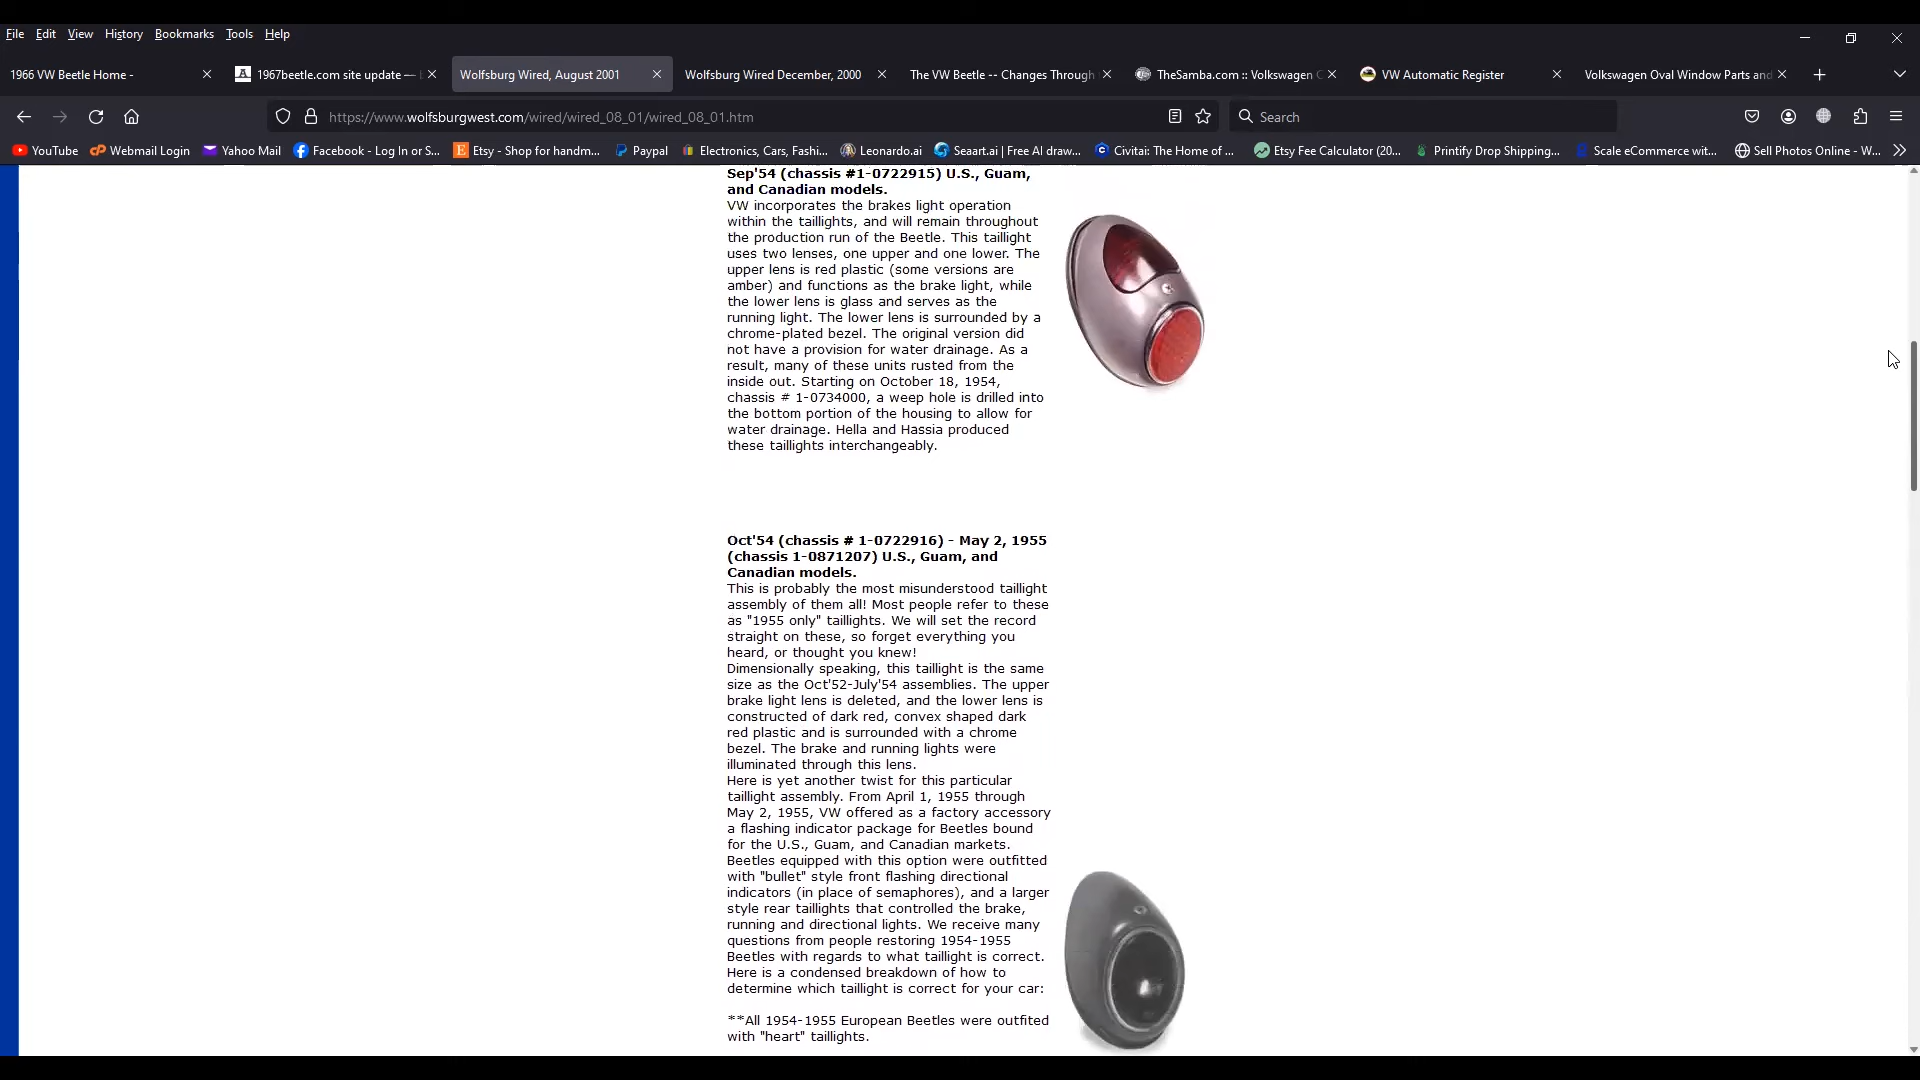 File Edit View History Bookmarks Tools Help
1966 VW Beetle Home -
1967beetle.com site update —
Wolfsburg Wired, August 2001
Wolfsburg Wired December, 2000
The VW Beetle -- Changes Through
TheSamba.com :: Volkswagen
VW Automatic Register
Volkswagen Oval Window Parts and
https://www.wolfsburgwest.com/wired/wired_08_01/wired_08_01.htm
Search
YouTube
Webmail Login
Yahoo Mail
Facebook - Log In or S...
Etsy - Shop for handm...
Paypal
Electronics, Cars, Fashi...
Leonardo.ai
Seaart.ai | Free AI draw...
Civitai: The Home of ...
Etsy Fee Calculator (20...
Printify Drop Shipping...
Scale eCommerce wit...
Sell Photos Online - W...
Sep'54 (chassis #1-0722915) U.S., Guam,
and Canadian models.
VW incorporates the brakes light operation
within the taillights, and will remain throughout
the production run of the Beetle. This taillight
uses two lenses, one upper and one lower. The
upper lens is red plastic (some versions are
amber) and functions as the brake light, while
the lower lens is glass and serves as the
running light. The lower lens is surrounded by a
chrome-plated bezel. The original version did
not have a provision for water drainage. As a
result, many of these units rusted from the
inside out. Starting on October 18, 1954,
chassis # 1-0734000, a weep hole is drilled into
the bottom portion of the housing to allow for
water drainage. Hella and Hassia produced
these taillights interchangeably.
Oct'54 (chassis # 1-0722916) - May 2, 1955
(chassis 1-0871207) U.S., Guam, and
Canadian models.
This is probably the most misunderstood taillight
assembly of them all! Most people refer to these
as "1955 only" taillights. We will set the record
straight on these, so forget everything you
heard, or thought you knew!
Dimensionally speaking, this taillight is the same
size as the Oct'52-July'54 assemblies. The upper
brake light lens is deleted, and the lower lens is
constructed of dark red, convex shaped dark
red plastic and is surrounded with a chrome
bezel. The brake and running lights were
illuminated through this lens.
Here is yet another twist for this particular
taillight assembly. From April 1, 1955 through
May 2, 1955, VW offered as a factory accessory
a flashing indicator package for Beetles bound
for the U.S., Guam, and Canadian markets.
Beetles equipped with this option were outfitted
with "bullet" style front flashing directional
indicators (in place of semaphores), and a larger
style rear taillights that controlled the brake,
running and directional lights. We receive many
questions from people restoring 1954-1955
Beetles with regards to what taillight is correct.
Here is a condensed breakdown of how to
determine which taillight is correct for your car:
**All 1954-1955 European Beetles were outfited
with "heart" taillights.